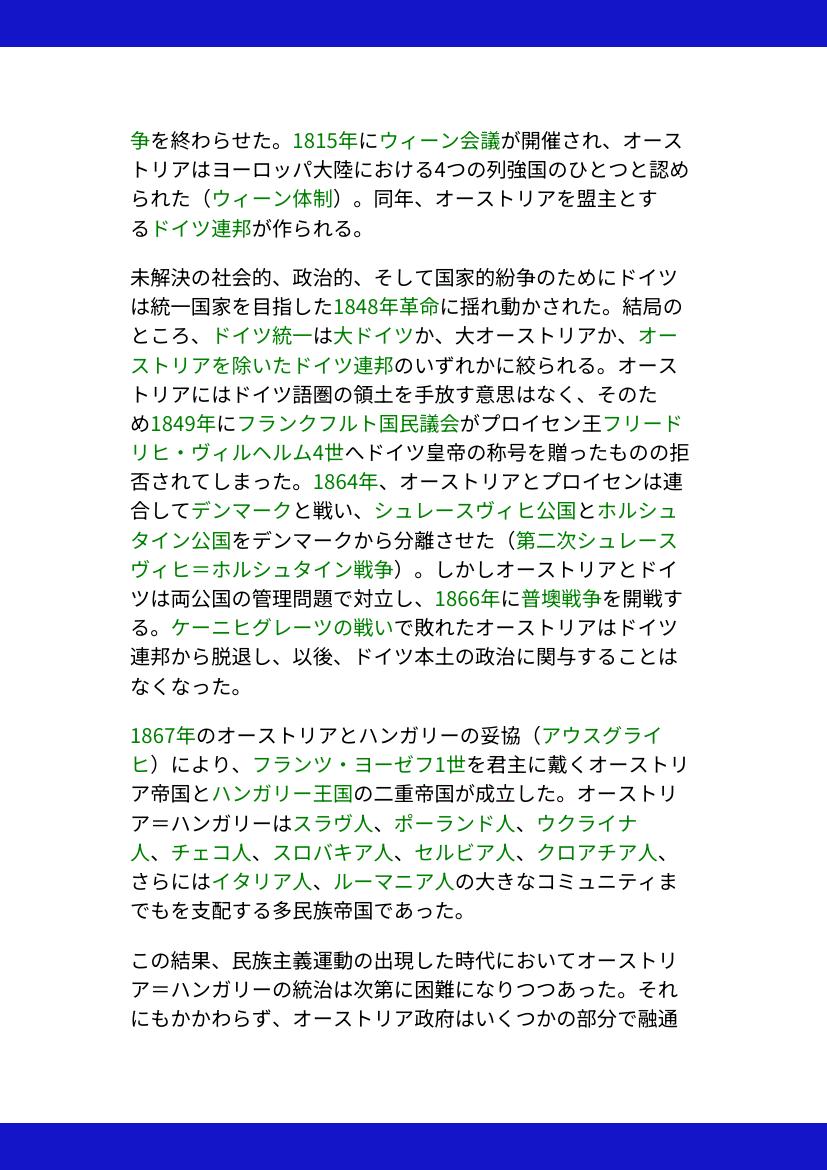 争を終わらせた。1815年にウィーン会議が開催され、オース
トリアはヨーロッパ大陸における4つの列強国のひとつと認め
られた（ウィーン体制）。同年、オーストリアを盟主とす
るドイツ連邦が作られる。
未解決の社会的、政治的、そして国家的紛争のためにドイツ
は統一国家を目指した1848年革命に揺れ動かされた。結局の
ところ、ドイツ統一は大ドイツか、大オーストリアか、オー
ストリアを除いたドイツ連邦のいずれかに絞られる。オース
トリアにはドイツ語圏の領土を手放す意思はなく、そのた
め1849年にフランクフルト国民議会がプロイセン王フリード
リヒ・ヴィルヘルム4世へドイツ皇帝の称号を贈ったものの拒
否されてしまった。1864年、オーストリアとプロイセンは連
合してデンマークと戦い、シュレースヴィヒ公国とホルシュ
タイン公国をデンマークから分離させた（第二次シュレース
ヴィヒ＝ホルシュタイン戦争）。しかしオーストリアとドイ
ツは両公国の管理問題で対立し、1866年に普墺戦争を開戦す
る。ケーニヒグレーツの戦いで敗れたオーストリアはドイツ
連邦から脱退し、以後、ドイツ本土の政治に関与することは
なくなった。
1867年のオーストリアとハンガリーの妥協（アウスグライ
ヒ）により、フランツ・ヨーゼフ1世を君主に戴くオーストリ
ア帝国とハンガリー王国の二重帝国が成立した。オーストリ
ア＝ハンガリーはスラヴ人、ポーランド人、ウクライナ
人、チェコ人、スロバキア人、セルビア人、クロアチア人、
さらにはイタリア人、ルーマニア人の大きなコミュニティま
でもを支配する多民族帝国であった。
この結果、民族主義運動の出現した時代においてオーストリ
ア＝ハンガリーの統治は次第に困難になりつつあった。それ
にもかかわらず、オーストリア政府はいくつかの部分で融通